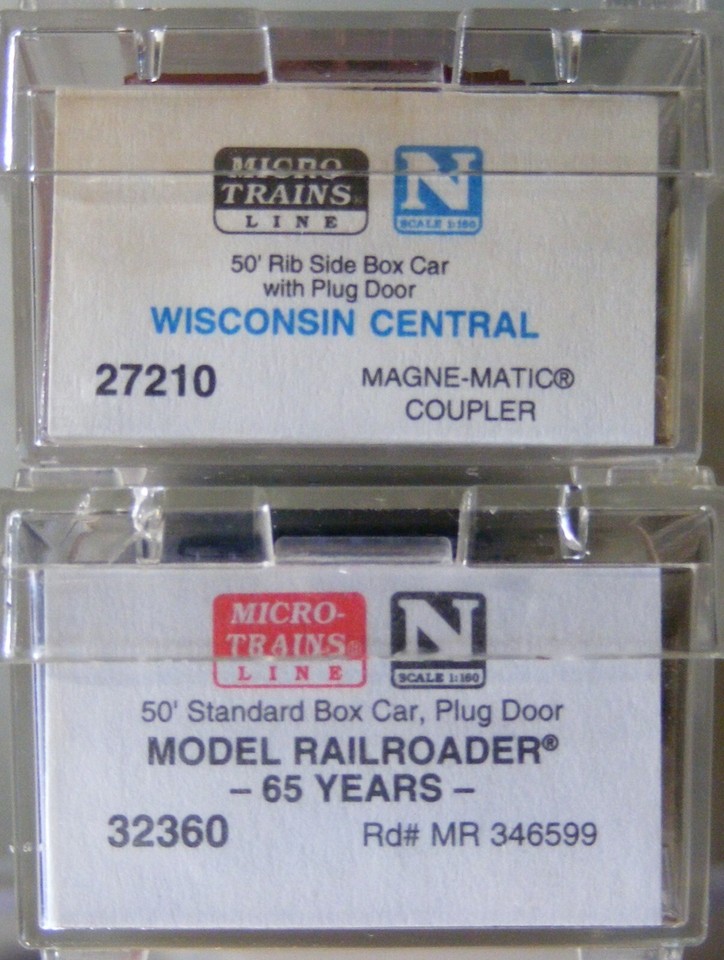 MICRO-
TRAINS®
LINE
N
SCALE 1:160
50' Rib Side Box Car
with Plug Door
WISCONSIN CENTRAL
27210
MAGNE-MATIC®
COUPLER
MICRO-
TRAINS®
LINE
N
SCALE 1:160
50' Standard Box Car, Plug Door
MODEL RAILROADER®
– 65 YEARS –
32360 Rd# MR 346599